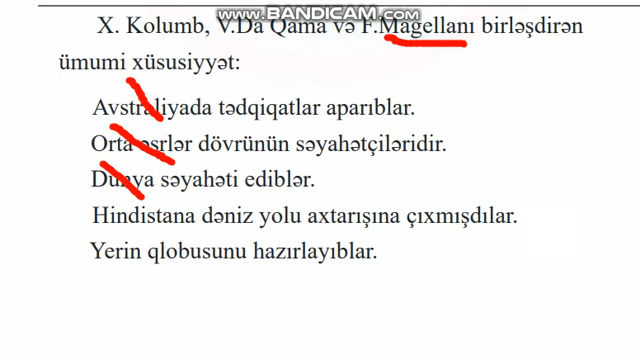 www.BANDICAM.com
X. Kolumb, V.Da Qama və F.Magellanı birləşdirən
ümumi xüsusiyyət:
Avstraliyada tədqiqatlar aparıblar.
Orta əsrlər dövrünün səyahətçiləridir.
Dünya səyahəti ediblər.
Hindistana dəniz yolu axtarışına çıxmışdılar.
Yerin qlobusunu hazırlayıblar.